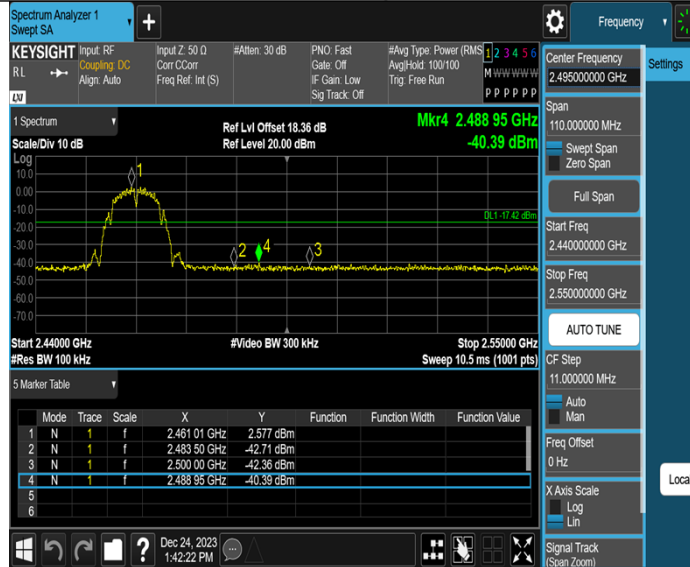 Spectrum Analyzer 1
Swept SA
+
Frequency
KEYSIGHT
RL
LXI
Input: RF
Coupling: DC
Align: Auto
Input Z: 50 Ω
Corr CCorr
Freq Ref: Int (S)
#Atten: 30 dB
PNO: Fast
Gate: Off
IF Gain: Low
Sig Track: Off
#Avg Type: Power (RMS
Avg|Hold: 100/100
Trig: Free Run
1 2 3 4 5 6
M W W W W W
P P P P P P
1 Spectrum
Scale/Div 10 dB
Ref Lvl Offset 18.36 dB
Ref Level 20.00 dBm
Mkr4 2.488 95 GHz
-40.39 dBm
Log
10.0
0.00
-10.0
-20.0
-30.0
-40.0
-50.0
-60.0
-70.0
1
2
4
3
DL1 -17.42 dBm
Start 2.44000 GHz
#Res BW 100 kHz
#Video BW 300 kHz
Stop 2.55000 GHz
Sweep 10.5 ms (1001 pts)
5 Marker Table
Mode Trace Scale X Y Function Function Width Function Value
1 N 1 f 2.461 01 GHz 2.577 dBm
2 N 1 f 2.483 50 GHz -42.71 dBm
3 N 1 f 2.500 00 GHz -42.36 dBm
4 N 1 f 2.488 95 GHz -40.39 dBm
5
6
?
Dec 24, 2023
1:42:22 PM
Center Frequency
2.495000000 GHz
Span
110.000000 MHz
Swept Span
Zero Span
Full Span
Start Freq
2.440000000 GHz
Stop Freq
2.550000000 GHz
AUTO TUNE
CF Step
11.000000 MHz
Auto
Man
Freq Offset
0 Hz
X Axis Scale
Log
Lin
Signal Track
(Span Zoom)
Settings
Loca